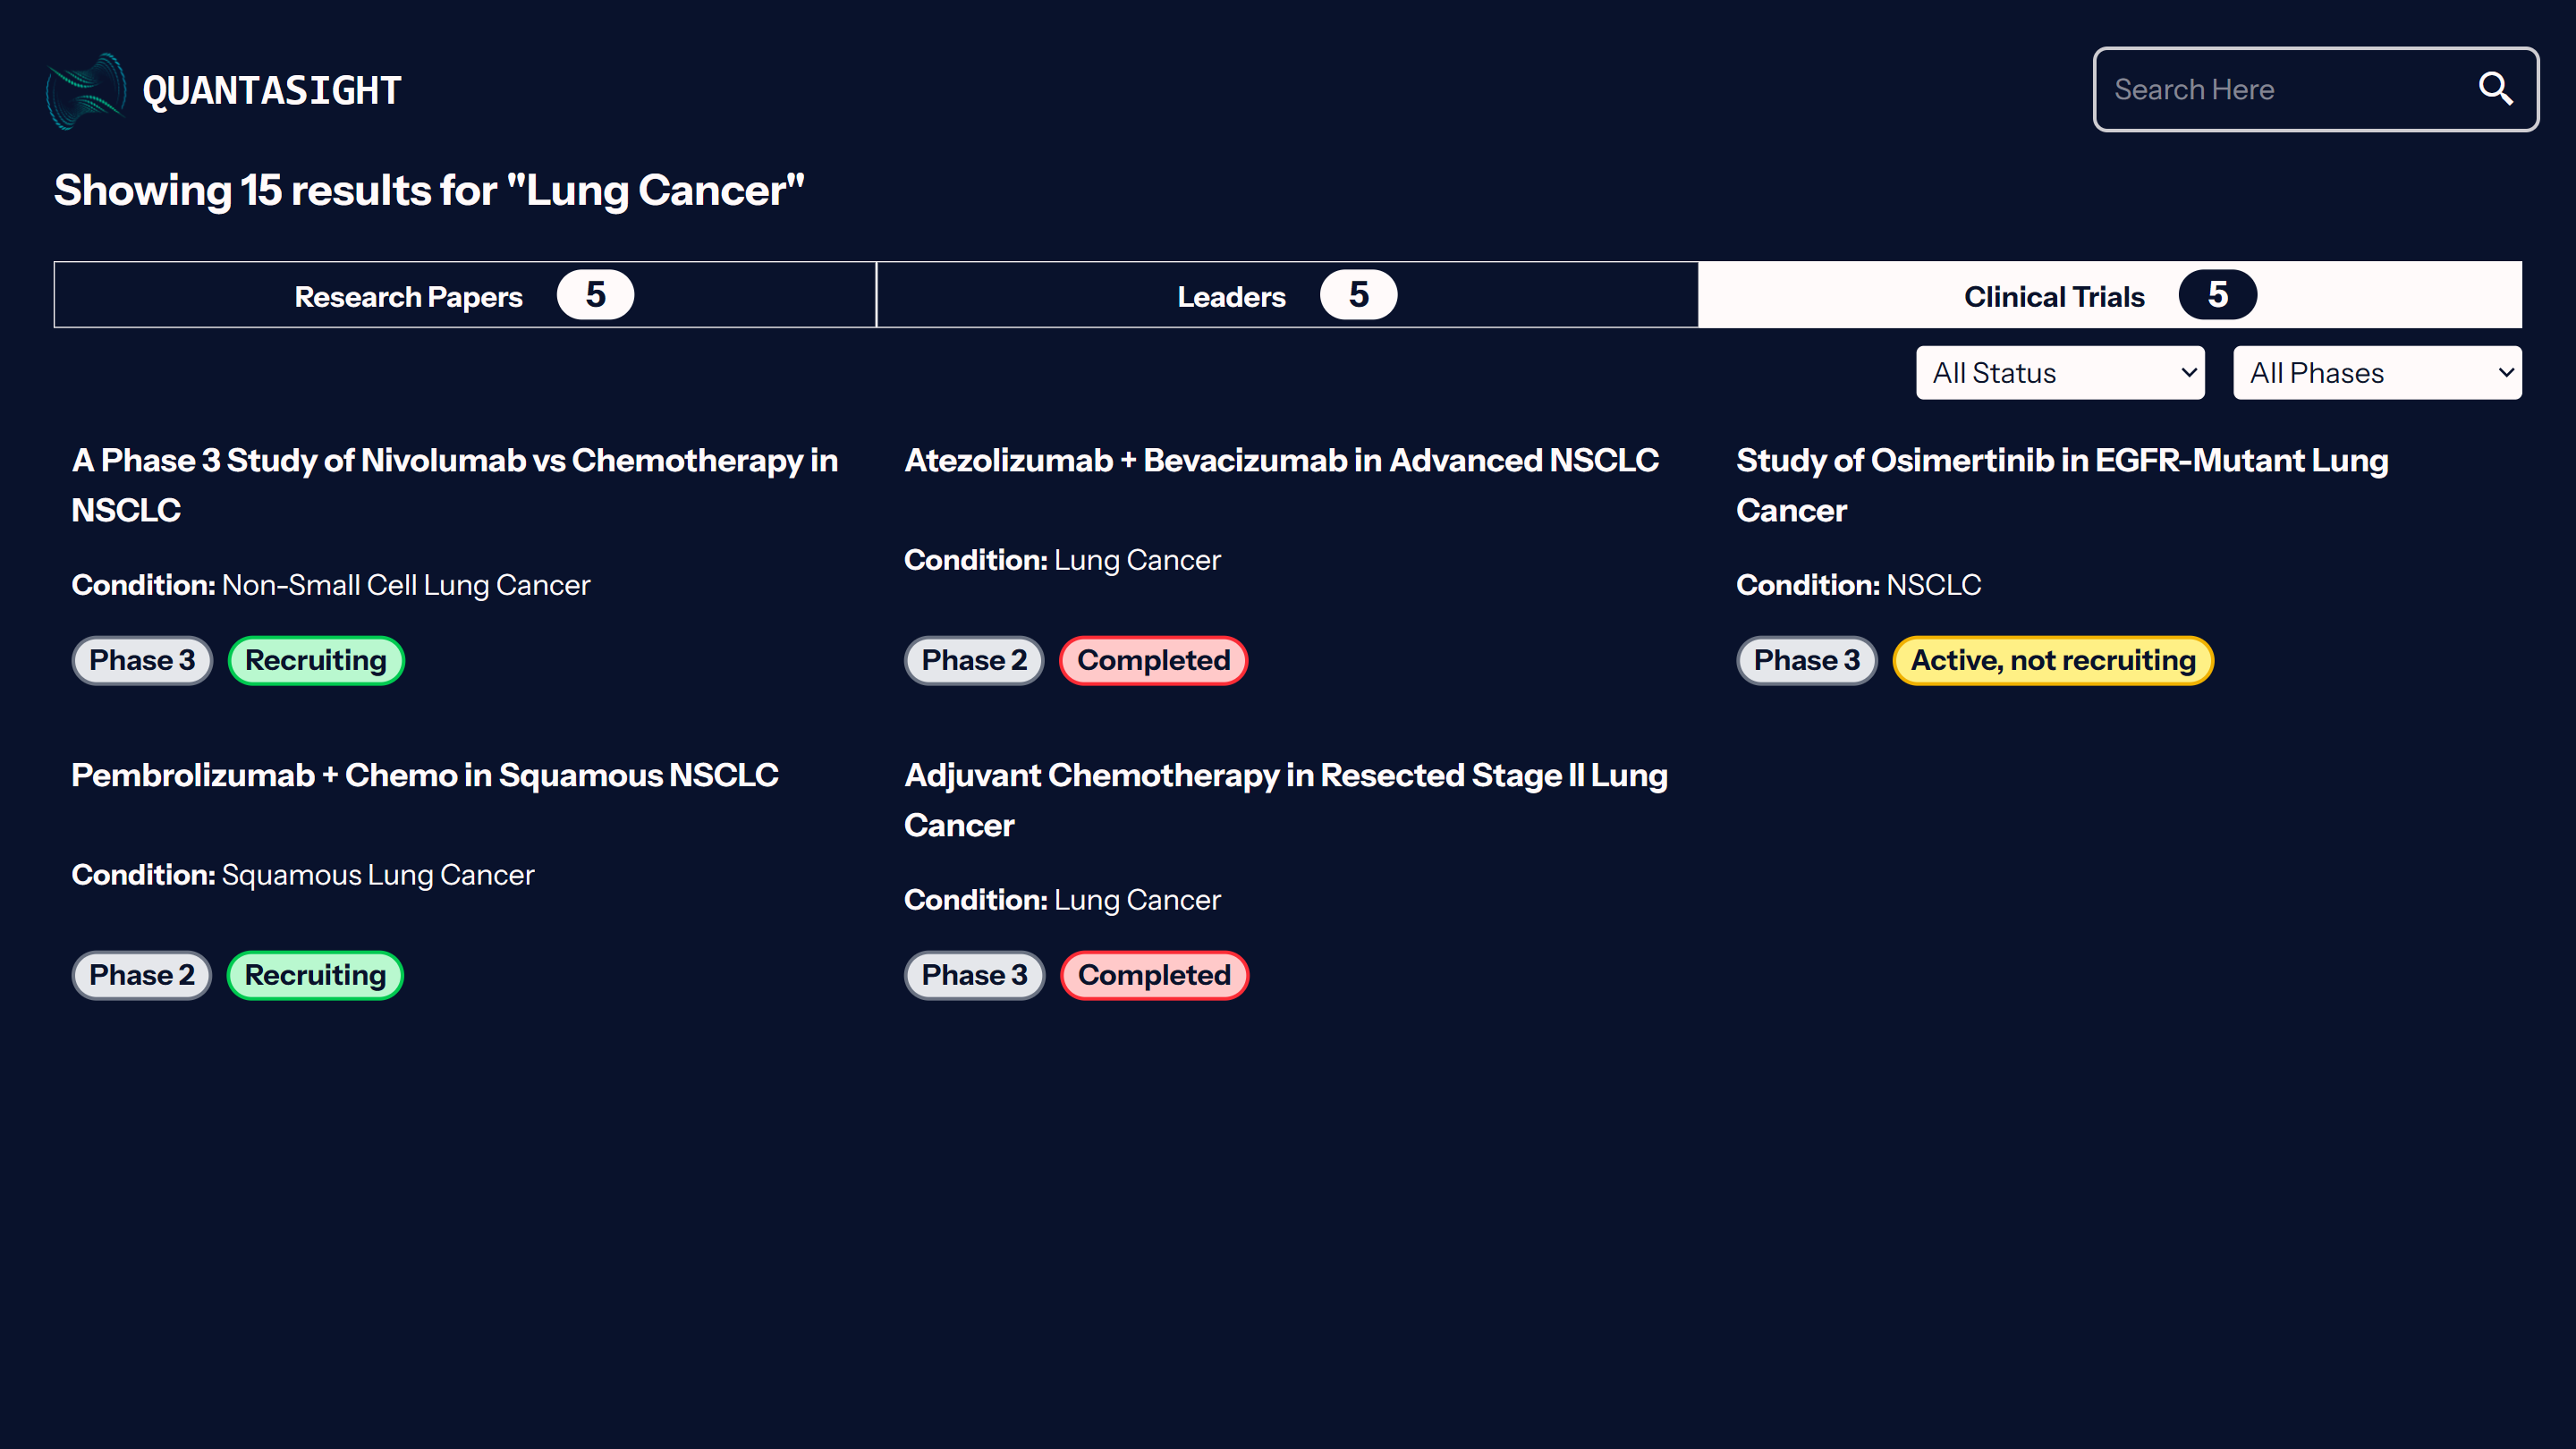 QUANTASIGHT
Search Here
Showing 15 results for "Lung Cancer"
Research Papers 5
Leaders 5
Clinical Trials 5
All Status
All Phases
A Phase 3 Study of Nivolumab vs Chemotherapy in
NSCLC
Condition: Non-Small Cell Lung Cancer
Phase 3 Recruiting
Atezolizumab + Bevacizumab in Advanced NSCLC
Condition: Lung Cancer
Phase 2 Completed
Study of Osimertinib in EGFR-Mutant Lung
Cancer
Condition: NSCLC
Phase 3 Active, not recruiting
Pembrolizumab + Chemo in Squamous NSCLC
Condition: Squamous Lung Cancer
Phase 2 Recruiting
Adjuvant Chemotherapy in Resected Stage II Lung
Cancer
Condition: Lung Cancer
Phase 3 Completed